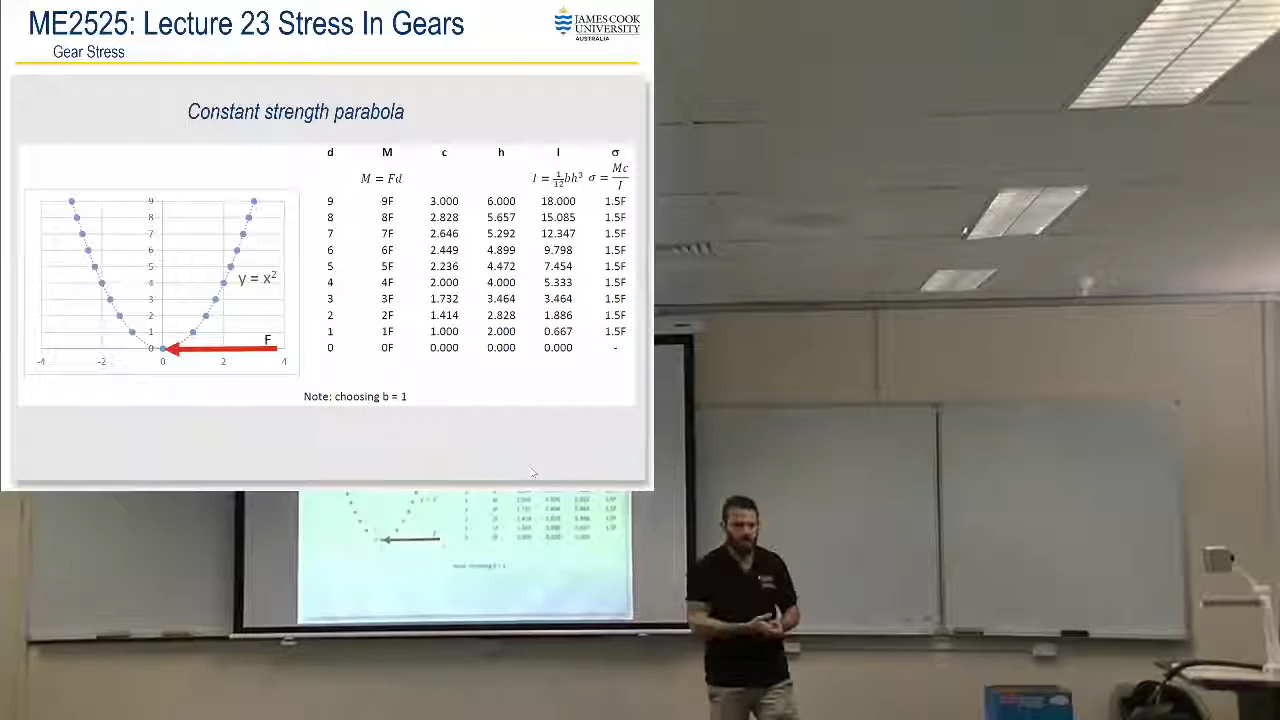 ME2525: Lecture 23 Stress In Gears
Gear Stress
JAMES COOK
UNIVERSITY
AUSTRALIA
Constant strength parabola
d M c h I σ
M = Fd I = 1/12 bh³ σ = Mc/I
9 9F 3.000 6.000 18.000 1.5F
8 8F 2.828 5.657 15.085 1.5F
7 7F 2.646 5.292 12.347 1.5F
6 6F 2.449 4.899 9.798 1.5F
5 5F 2.236 4.472 7.454 1.5F
4 4F 2.000 4.000 5.333 1.5F
3 3F 1.732 3.464 3.464 1.5F
2 2F 1.414 2.828 1.886 1.5F
1 1F 1.000 2.000 0.667 1.5F
0 0F 0.000 0.000 0.000 -
9
8
7
6
5
4
3
2
1
0
y = x²
F
-4 -2 0 2 4
Note: choosing b = 1